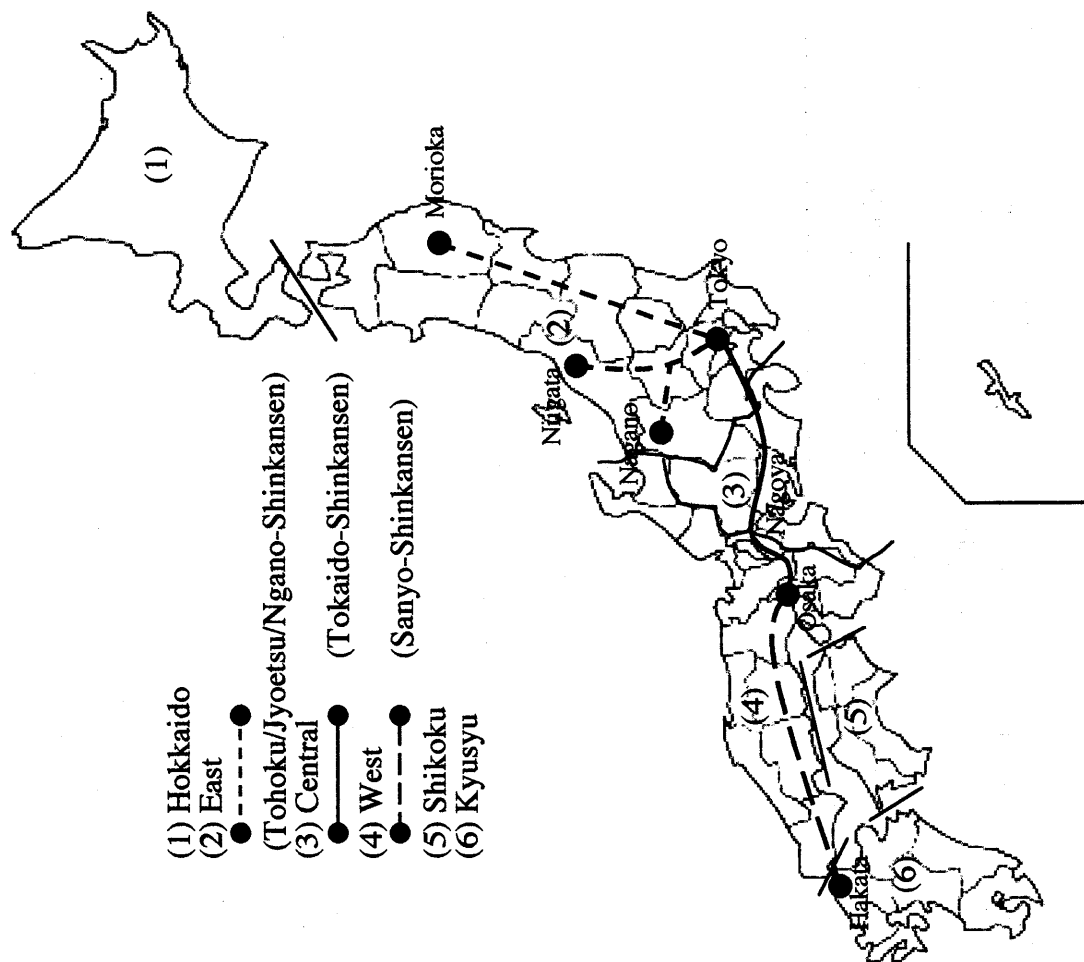 (1) Hokkaido
(2) East
(Tohoku/Jyoetsu/Ngano-Shinkansen)
(3) Central
(Tokaido-Shinkansen)
(4) West
(Sanyo-Shinkansen)
(5) Shikoku
(6) Kyusyu
(1)
Morioka
(2)
Niigata
Nagano
Tokyo
(3)
Nagoya
Osaka
(4)
(5)
Hakata
(6)